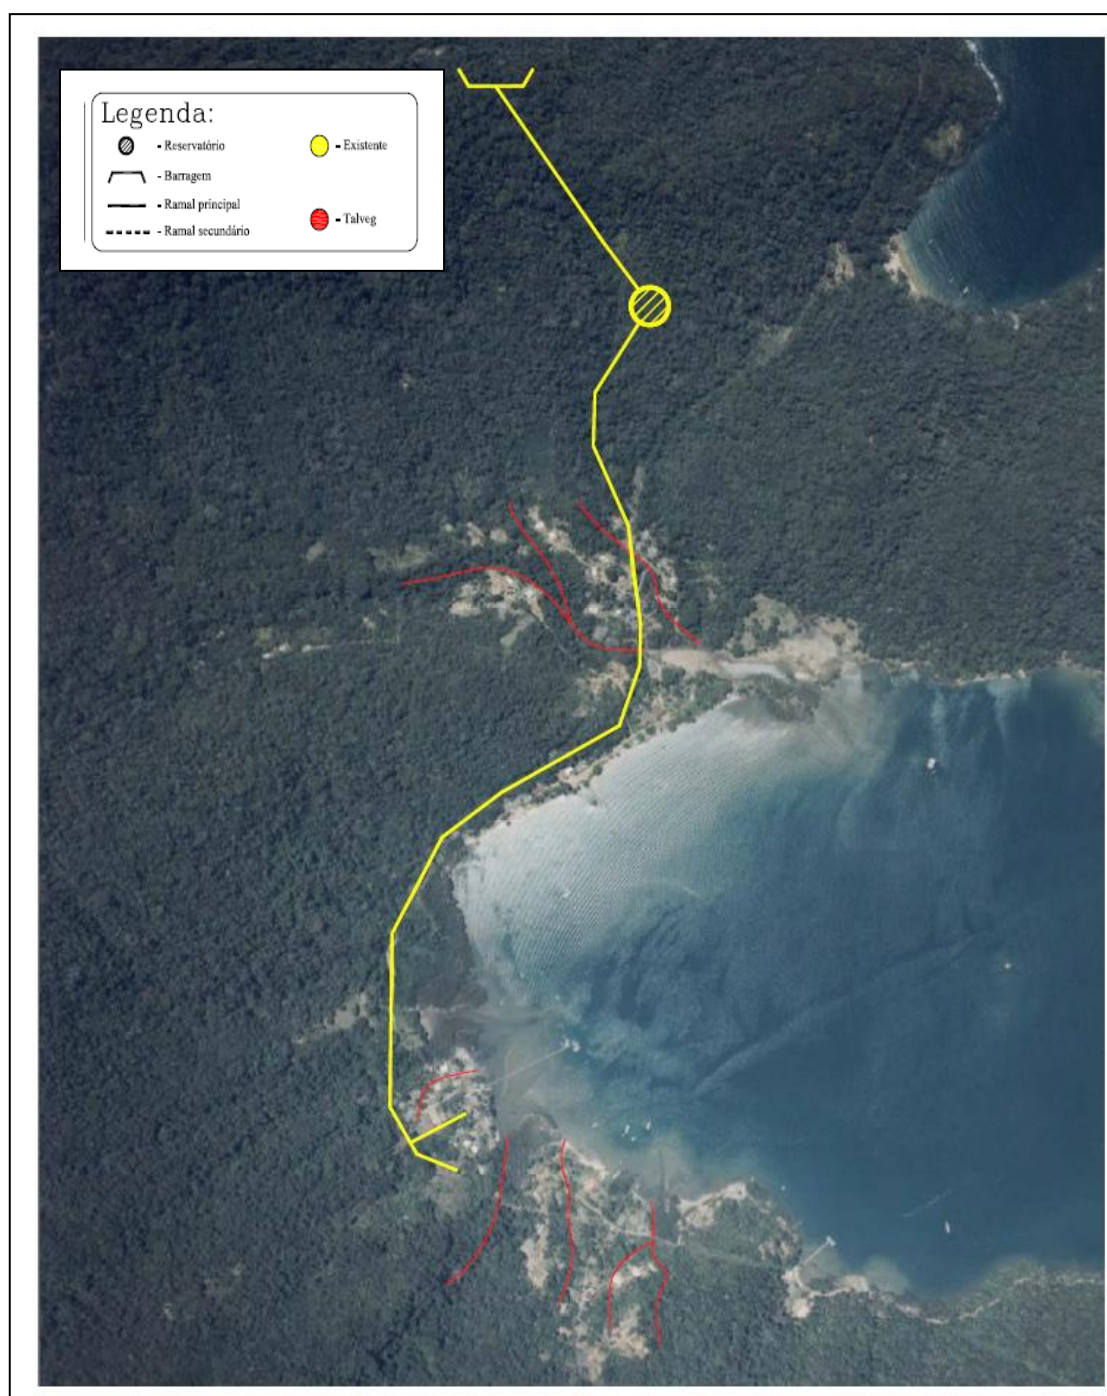 Legenda:
- Reservatório
- Existente
- Barragem
- Ramal principal
- Talveg
- Ramal secundário